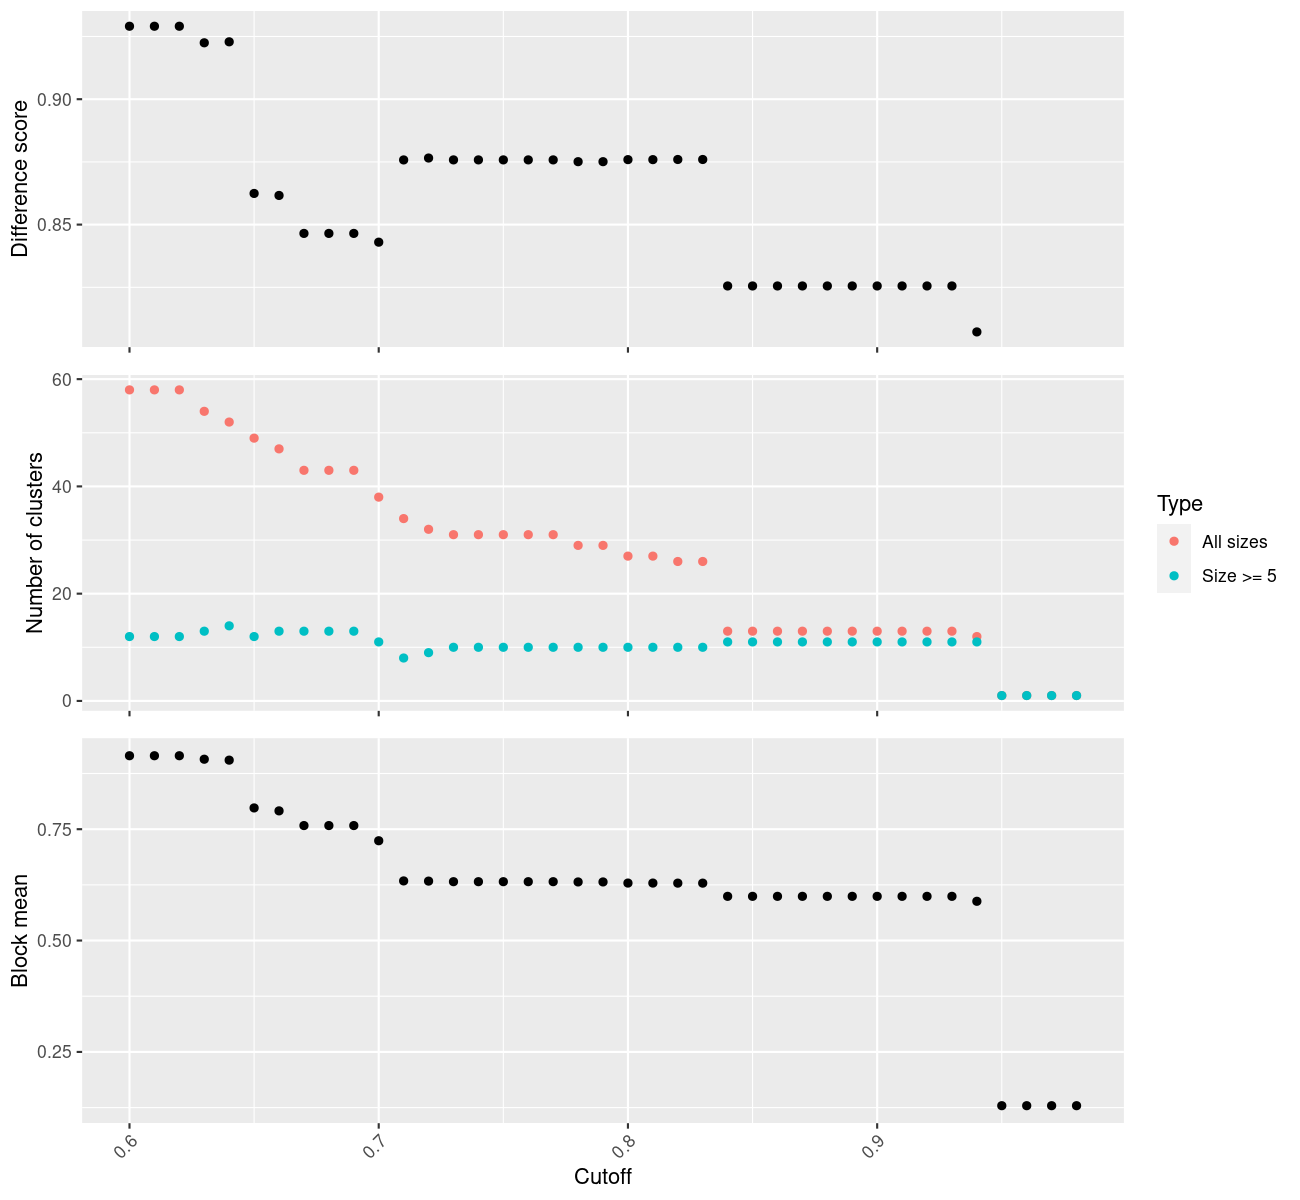 Difference score
0.90
0.85
Number of clusters
60
40
20
0
Type
All sizes
Size >= 5
Block mean
0.75
0.50
0.25
0.6
0.7
0.8
0.9
Cutoff